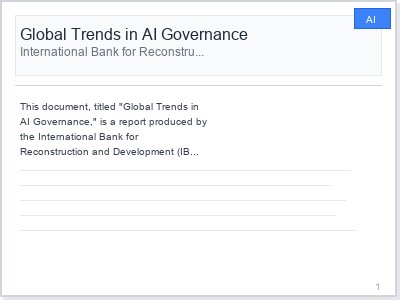 AI
Global Trends in AI Governance
International Bank for Reconstru...
This document, titled "Global Trends in
AI Governance," is a report produced by
the International Bank for
Reconstruction and Development (IB...
1